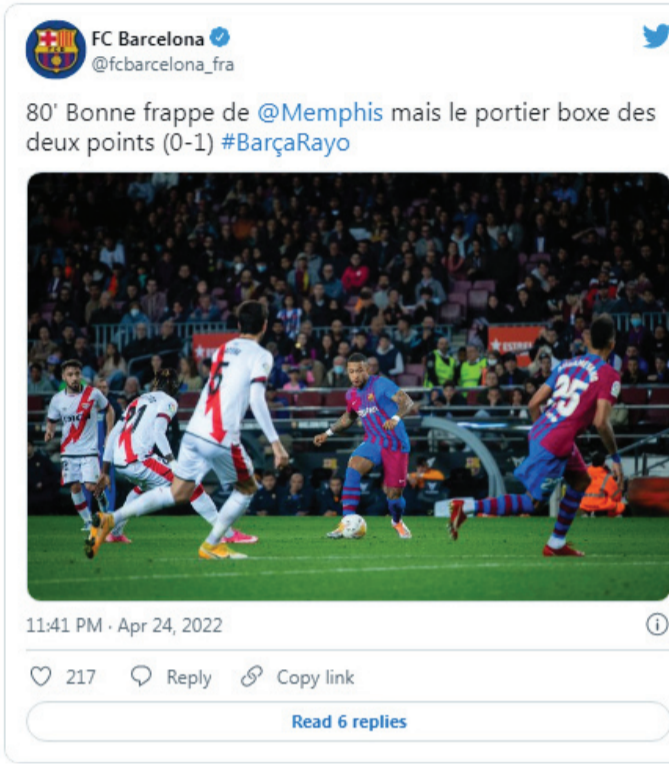 FC Barcelona
@fcbarcelona_fra
80' Bonne frappe de @Memphis mais le portier boxe des
deux points (0-1) #BarçaRayo
25
11:41 PM · Apr 24, 2022
217 Reply Copy link
Read 6 replies